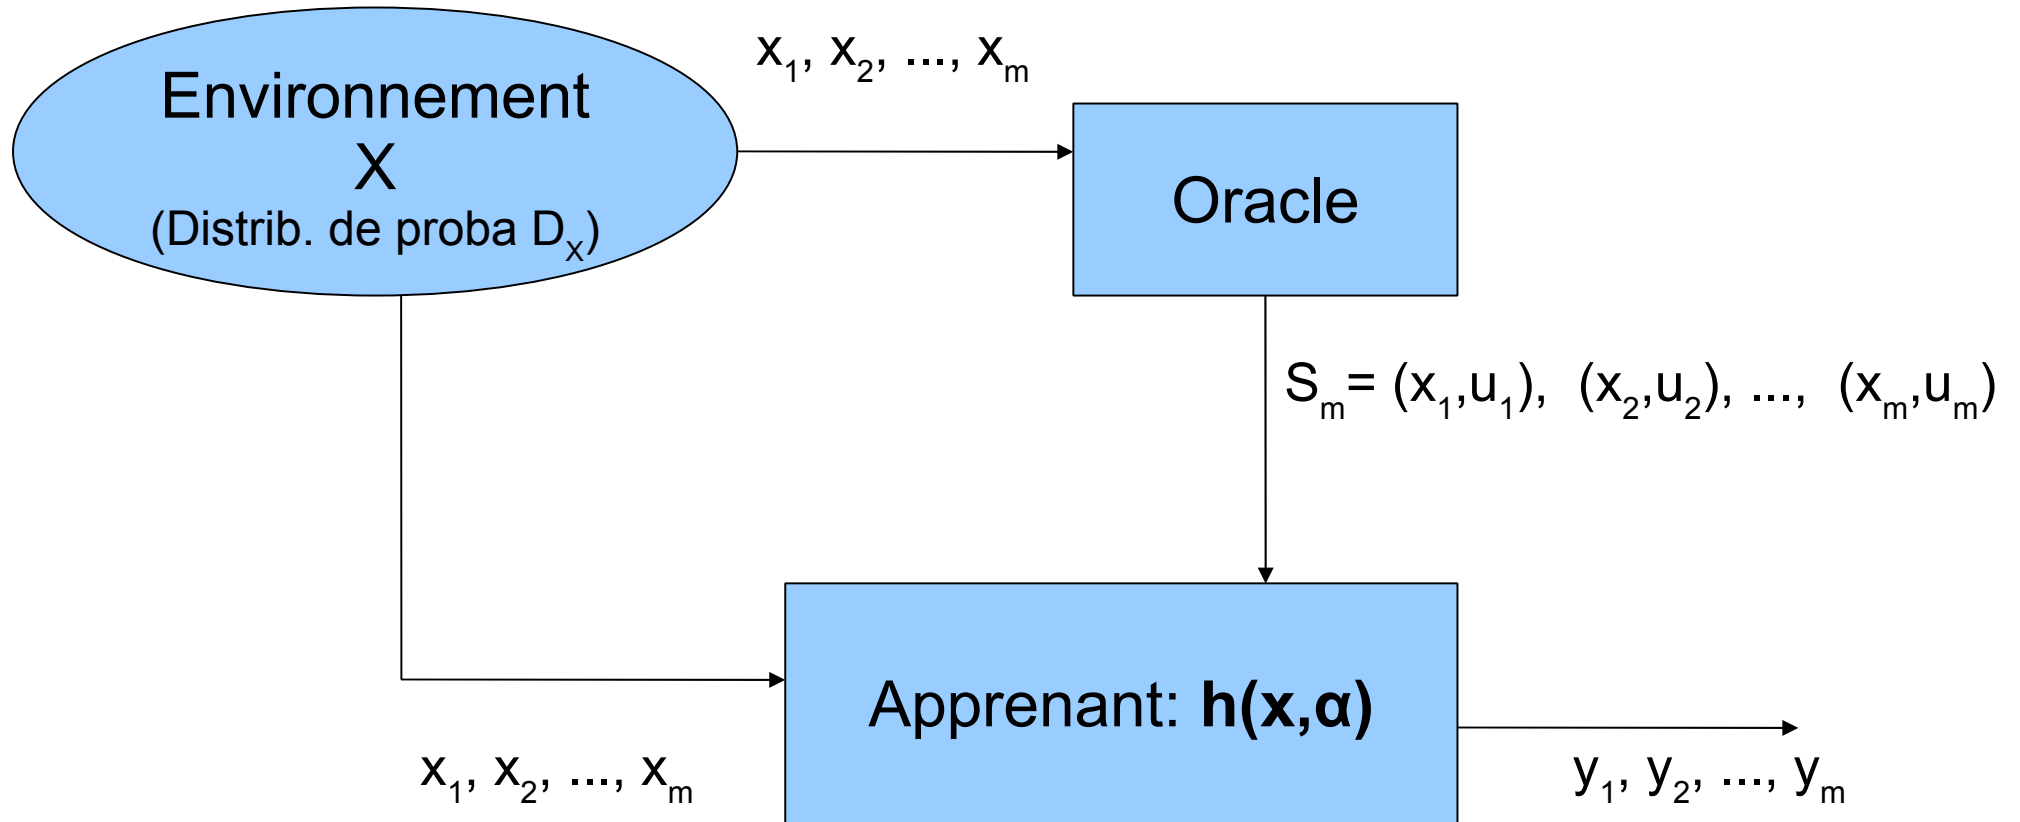 Environnement
X
(Distrib. de proba D_X)
x_1, x_2, ..., x_m
Oracle
S_m= (x_1,u_1), (x_2,u_2), ..., (x_m,u_m)
Apprenant: h(x,α)
x_1, x_2, ..., x_m
y_1, y_2, ..., y_m